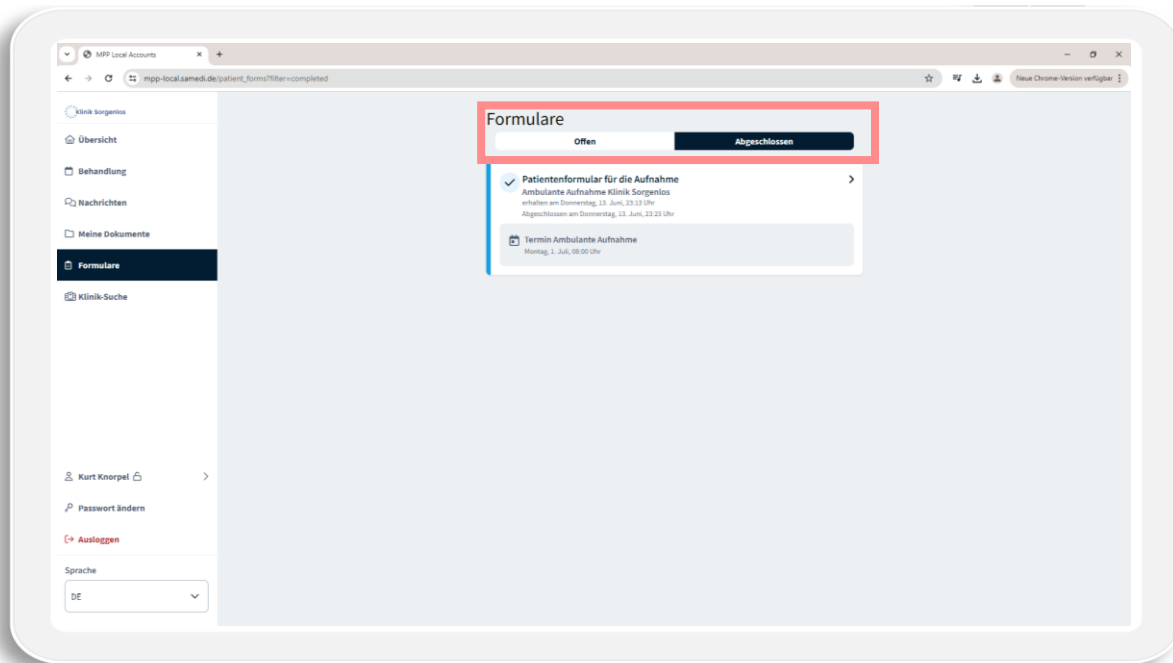 MPP Local Accounts
mpp-local.samedi.de/patient_forms?filter=completed
Neue Chrome-Version verfügbar
Klinik Sorgenlos
Übersicht
Behandlung
Nachrichten
Meine Dokumente
Formulare
Klinik-Suche
Kurt Knorpel
Passwort ändern
Ausloggen
Sprache
DE
Formulare
Offen
Abgeschlossen
Patientenformular für die Aufnahme
Ambulante Aufnahme Klinik Sorgenlos
erhalten am Donnerstag, 13. Juni, 23:13 Uhr
Abgeschlossen am Donnerstag, 13. Juni, 23:23 Uhr
Termin Ambulante Aufnahme
Montag, 1. Juli, 08:00 Uhr